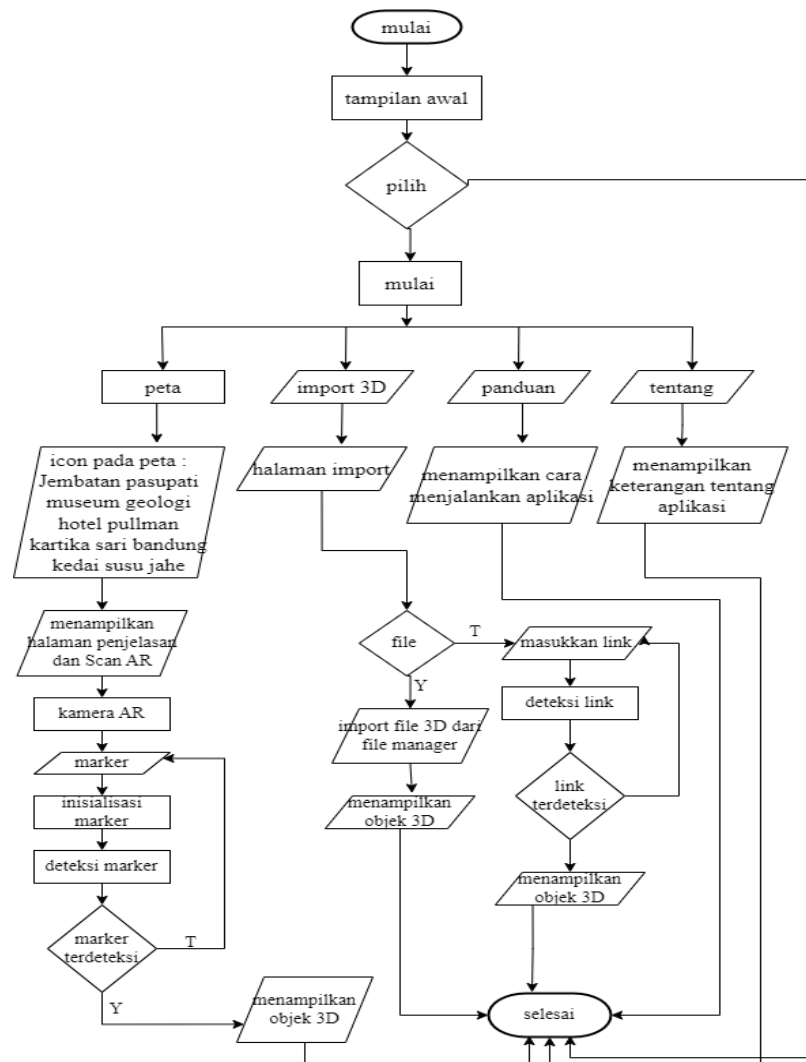 mulai
tampilan awal
pilih
mulai
peta
import 3D
panduan
tentang
icon pada peta :
Jembatan pasupati
museum geologi
hotel pullman
kartika sari bandung
kedai susu jahe
halaman import
menampilkan cara
menjalankan aplikasi
menampilkan
keterangan tentang
aplikasi
menampilkan
halaman penjelasan
dan Scan AR
file
T
masukkan link
Y
kamera AR
deteksi link
import file 3D dari
file manager
marker
link
terdeteksi
inisialisasi
marker
menampilkan
objek 3D
deteksi marker
menampilkan
objek 3D
marker
terdeteksi
T
Y
menampilkan
objek 3D
selesai